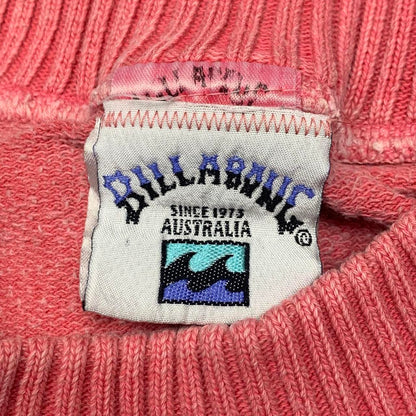 BILLABONG
SINCE 1973
AUSTRALIA
®